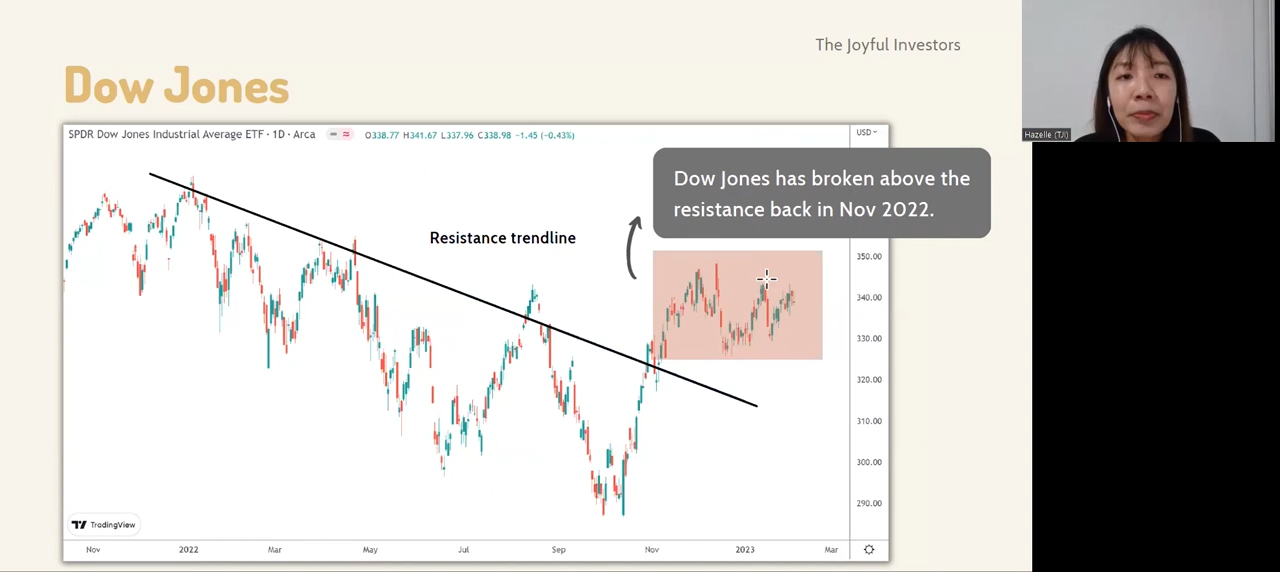 The Joyful Investors
Dow Jones
SPDR Dow Jones Industrial Average ETF · 1D · Arca O338.77 H341.67 L337.96 C338.98 −1.45 (−0.43%) USD
Dow Jones has broken above the
resistance back in Nov 2022.
Resistance trendline
350.00
340.00
330.00
320.00
310.00
300.00
290.00
TradingView
Nov 2022 Mar May Jul Sep Nov 2023 Mar
Hazelle (TJI)